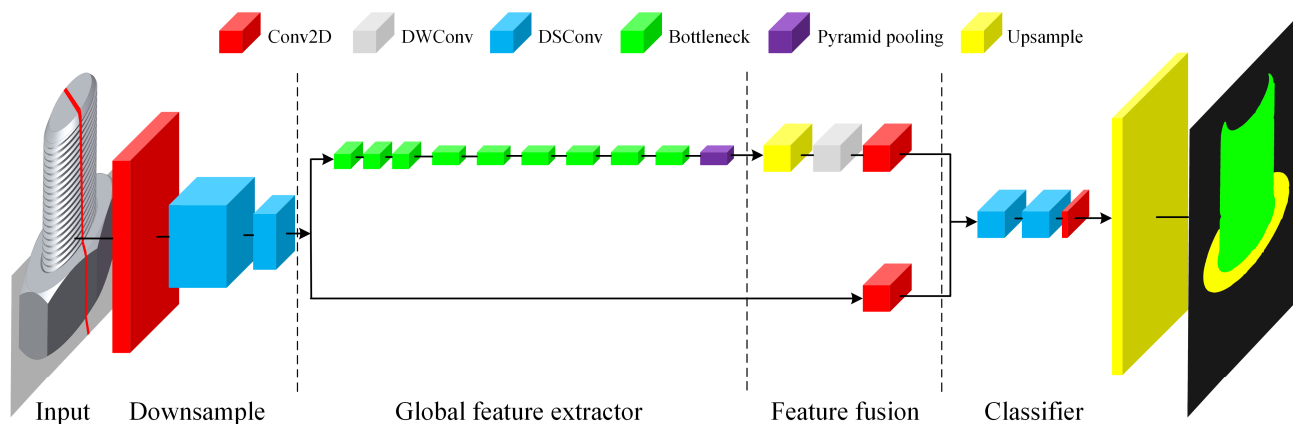 Conv2D DWConv DSConv Bottleneck Pyramid pooling Upsample
Input Downsample Global feature extractor Feature fusion Classifier